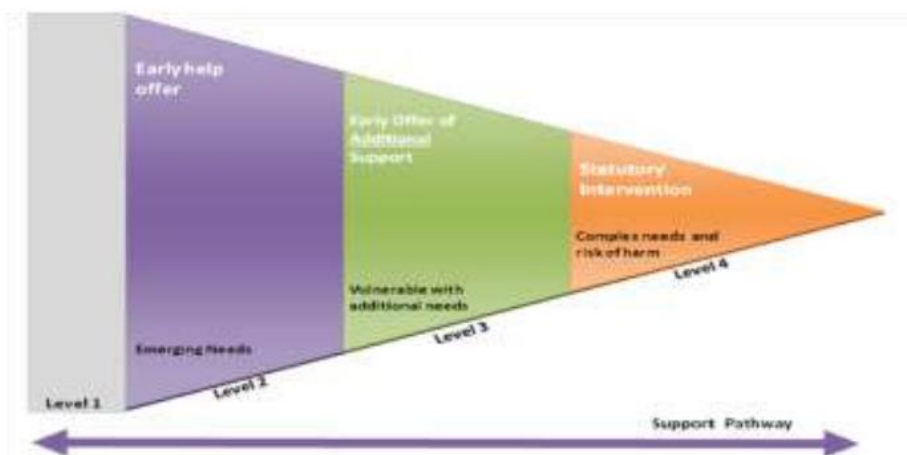 Early help
offer
Early Offer of
Additional
Support
Statutory
Intervention
Complex needs and
risk of harm
Level 4
Vulnerable with
additional needs
Level 3
Emerging Needs
Level 2
Level 1
Support Pathway